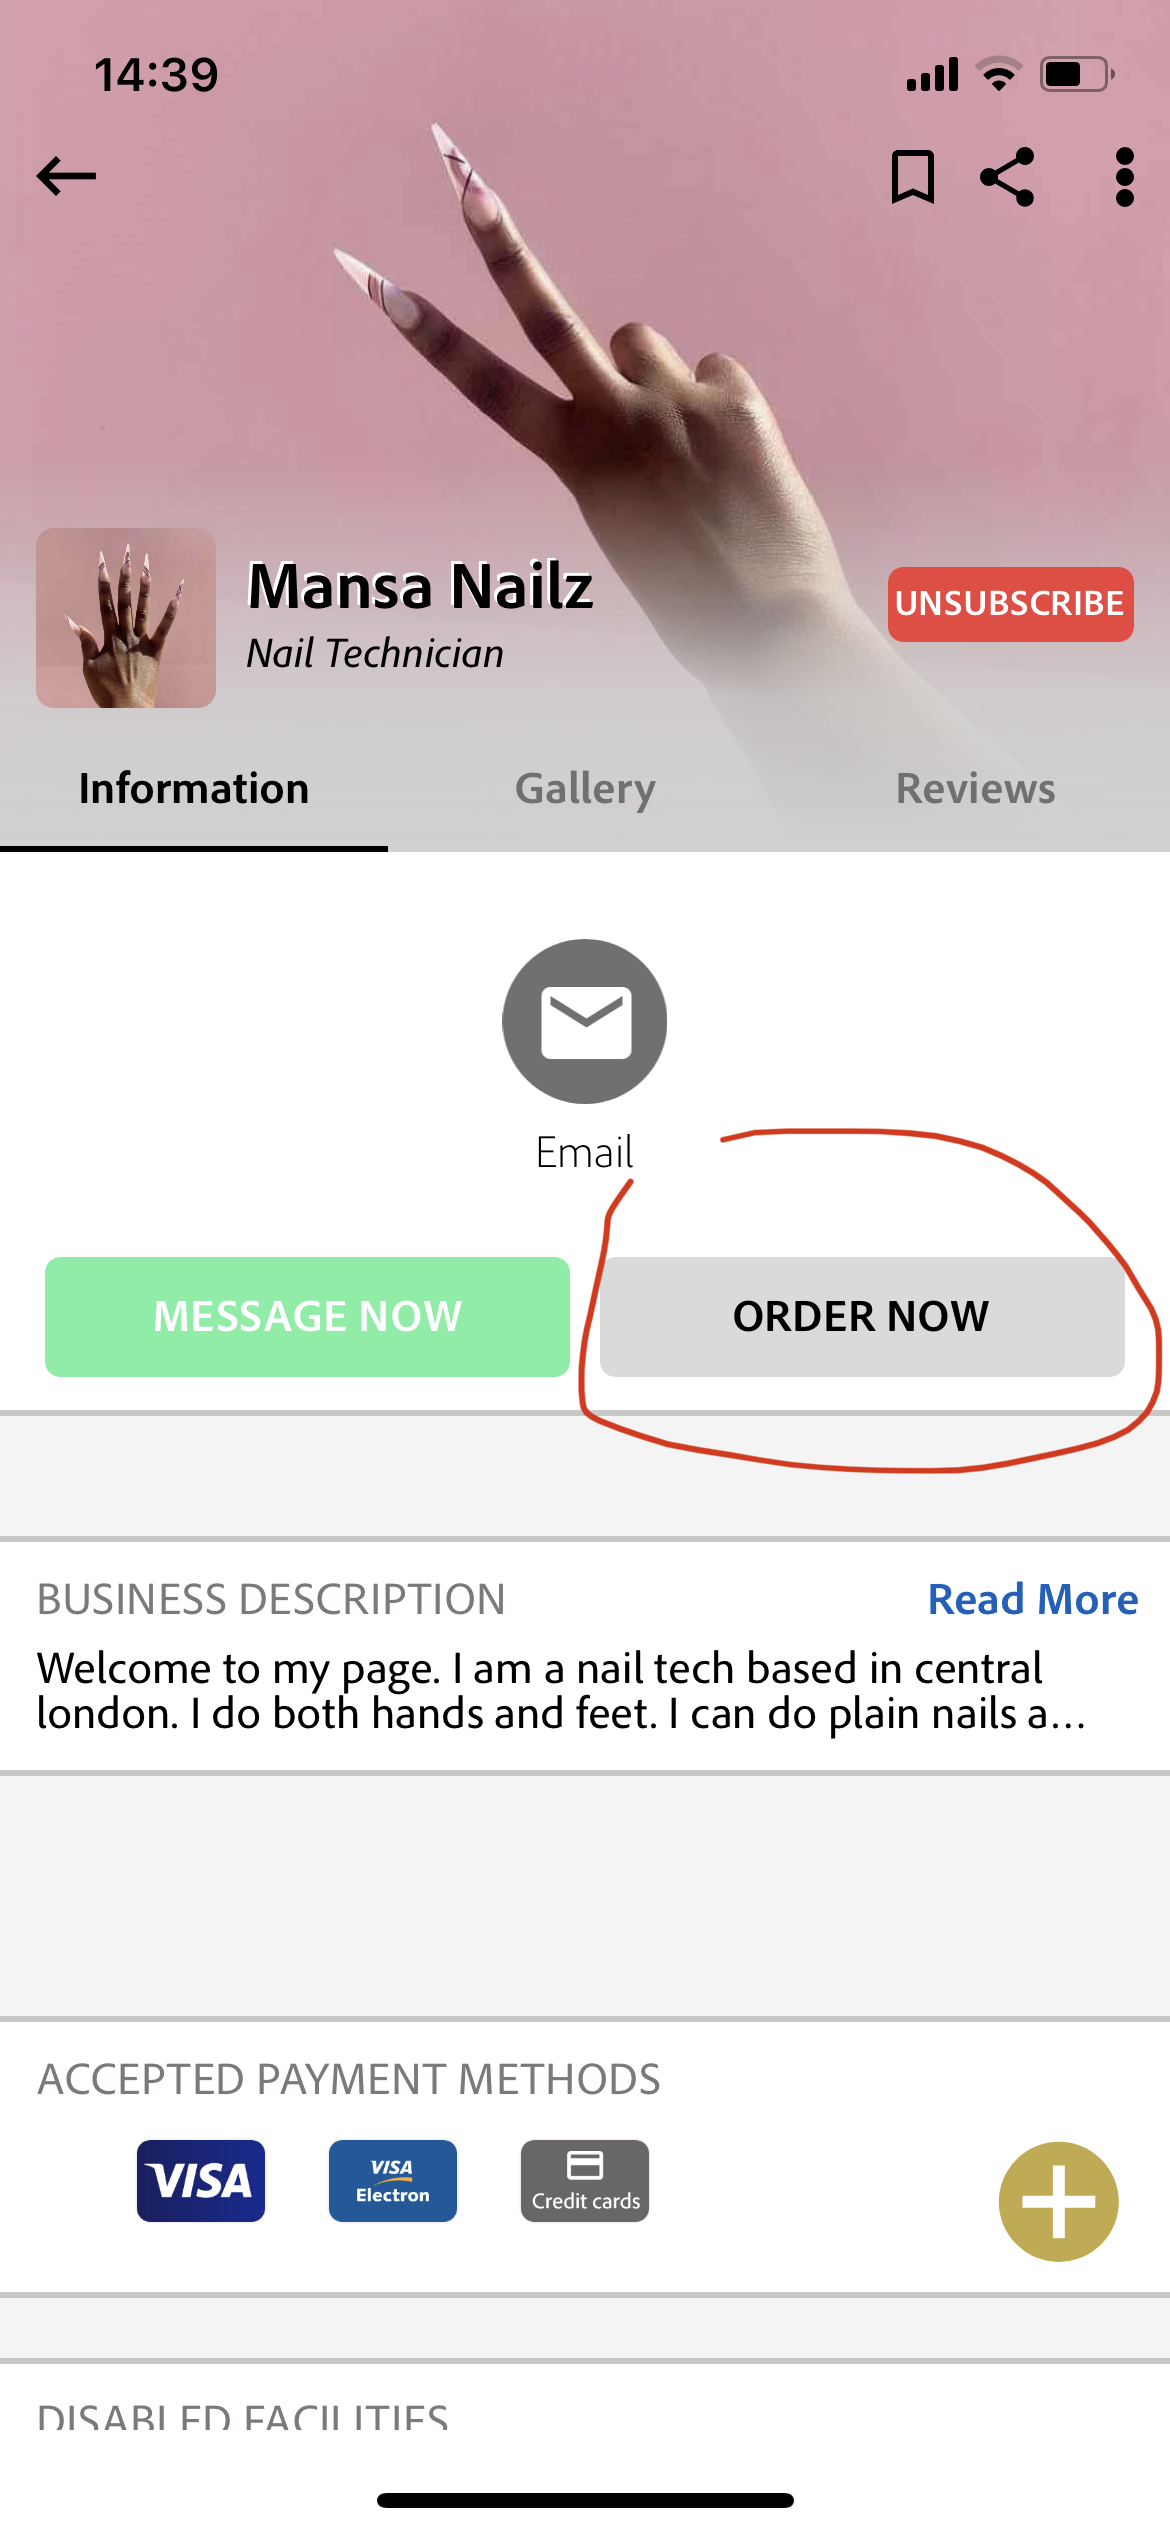 14:39
Mansa Nailz
Nail Technician
UNSUBSCRIBE
Information
Gallery
Reviews
Email
MESSAGE NOW
ORDER NOW
BUSINESS DESCRIPTION
Read More
Welcome to my page. I am a nail tech based in central
london. I do both hands and feet. I can do plain nails a...
ACCEPTED PAYMENT METHODS
VISA
VISA
Electron
Credit cards
DISABLED FACILITIES